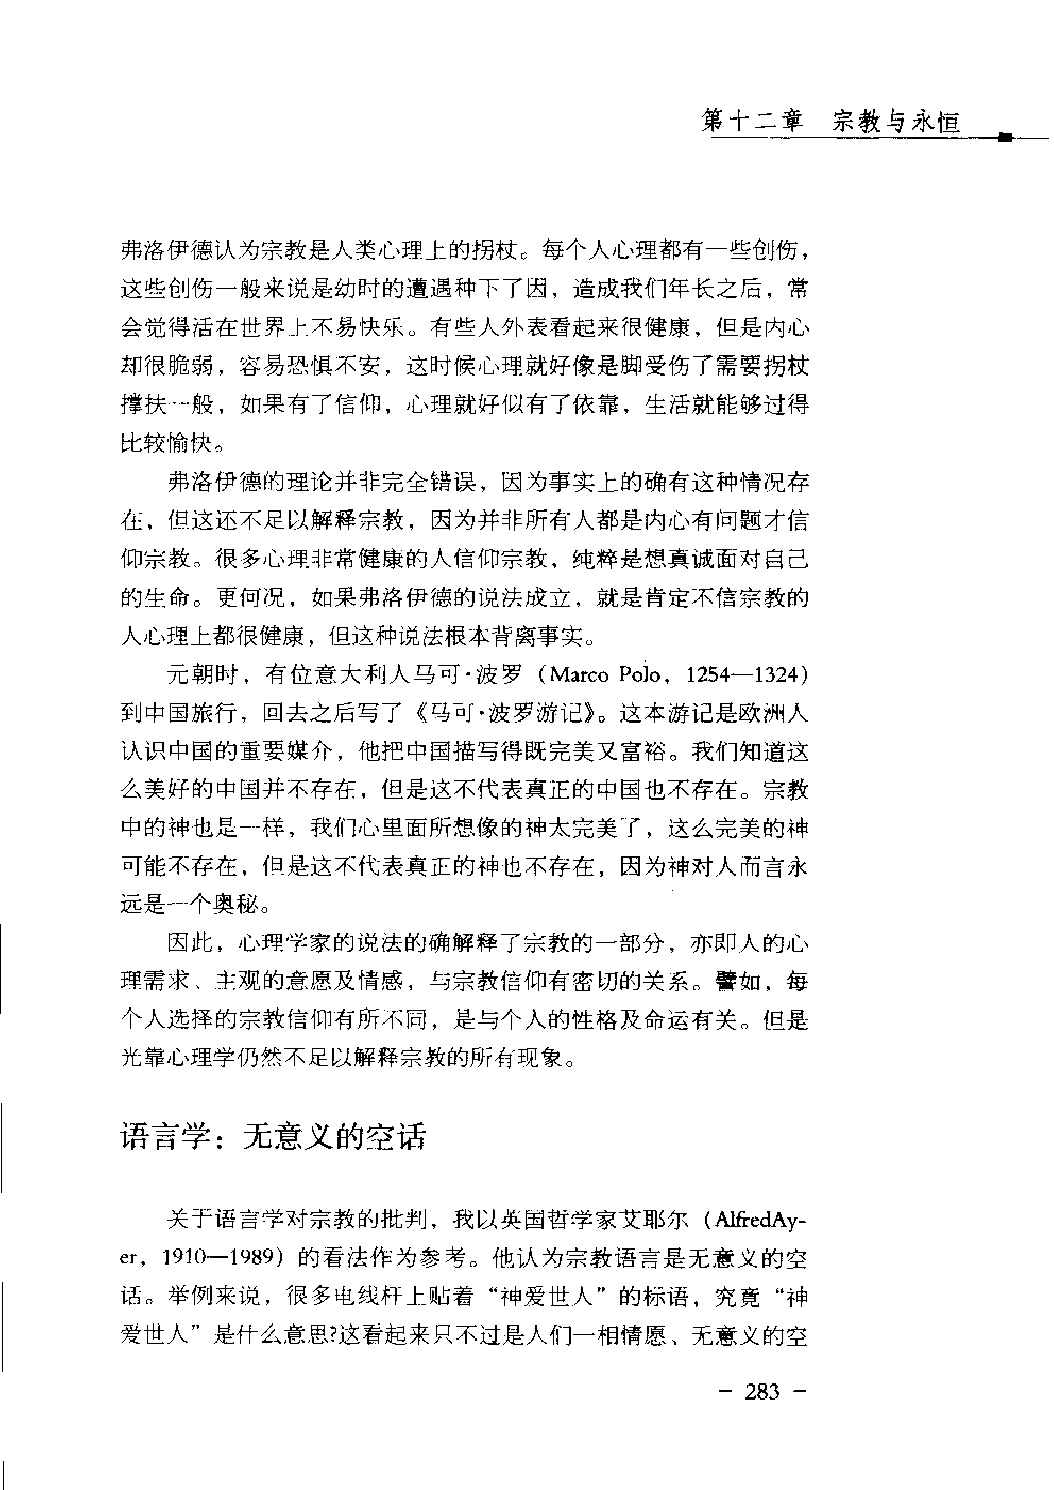 第十二章 宗教与永恒
弗洛伊德认为宗教是人类心理上的拐杖。每个人心理都有一些创伤，
这些创伤一般来说是幼时的遭遇种下了因，造成我们年长之后，常
会觉得活在世界上不易快乐。有些人外表看起来很健康，但是内心
却很脆弱，容易恐惧不安，这时候心理就好像是脚受伤了需要拐杖
撑扶一般，如果有了信仰，心理就好似有了依靠，生活就能够过得
比较愉快。
弗洛伊德的理论并非完全错误，因为事实上的确有这种情况存
在，但这还不足以解释宗教，因为并非所有人都是内心有问题才信
仰宗教。很多心理非常健康的人信仰宗教，纯粹是想真诚面对自己
的生命。更何况，如果弗洛伊德的说法成立，就是肯定不信宗教的
人心理上都很健康，但这种说法根本背离事实。
元朝时，有位意大利人马可·波罗（Marco Polo，1254—1324）
到中国旅行，回去之后写了《马可·波罗游记》。这本游记是欧洲人
认识中国的重要媒介，他把中国描写得既完美又富裕。我们知道这
么美好的中国并不存在，但是这不代表真正的中国也不存在。宗教
中的神也是一样，我们心里面所想像的神太完美了，这么完美的神
可能不存在，但是这不代表真正的神也不存在，因为神对人而言永
远是一个奥秘。
因此，心理学家的说法的确解释了宗教的一部分，亦即人的心
理需求、主观的意愿及情感，与宗教信仰有密切的关系。譬如，每
个人选择的宗教信仰有所不同，是与个人的性格及命运有关。但是
光靠心理学仍然不足以解释宗教的所有现象。
语言学：无意义的空话
关于语言学对宗教的批判，我以英国哲学家艾耶尔（AlfredAy-
er，1910—1989）的看法作为参考。他认为宗教语言是无意义的空
话。举例来说，很多电线杆上贴着“神爱世人”的标语，究竟“神
爱世人”是什么意思?这看起来只不过是人们一相情愿、无意义的空
－ 283 －